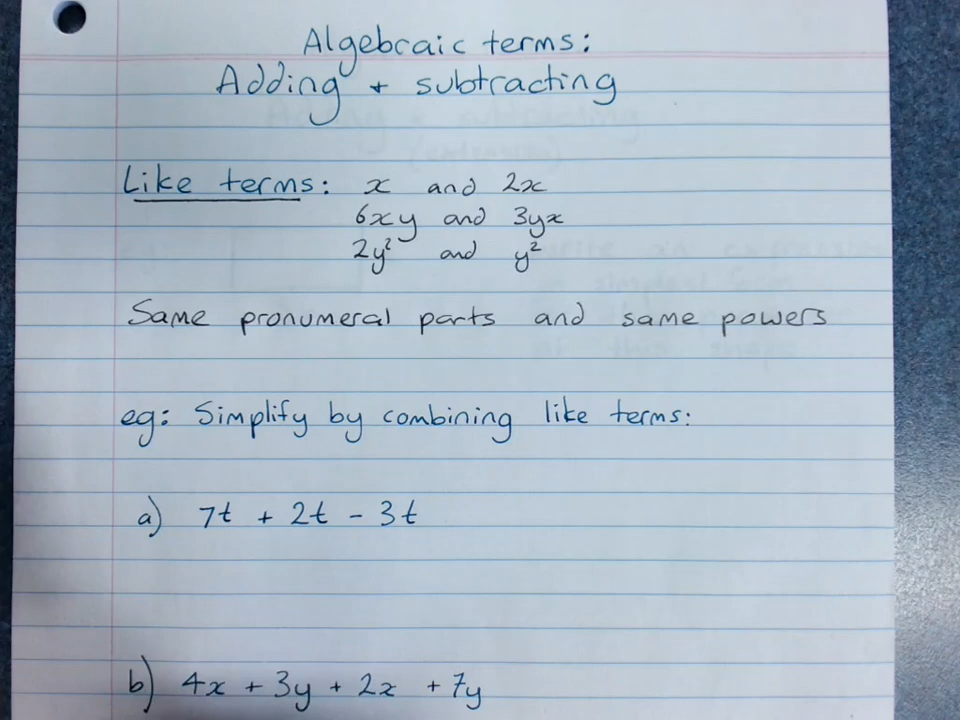 Algebraic terms:
Adding + subtracting
Like terms: x and 2x
6xy and 3yx
2y² and y²
Same pronumeral parts and same powers
eg: Simplify by combining like terms:
a) 7t + 2t - 3t
b) 4x + 3y + 2x + 7y